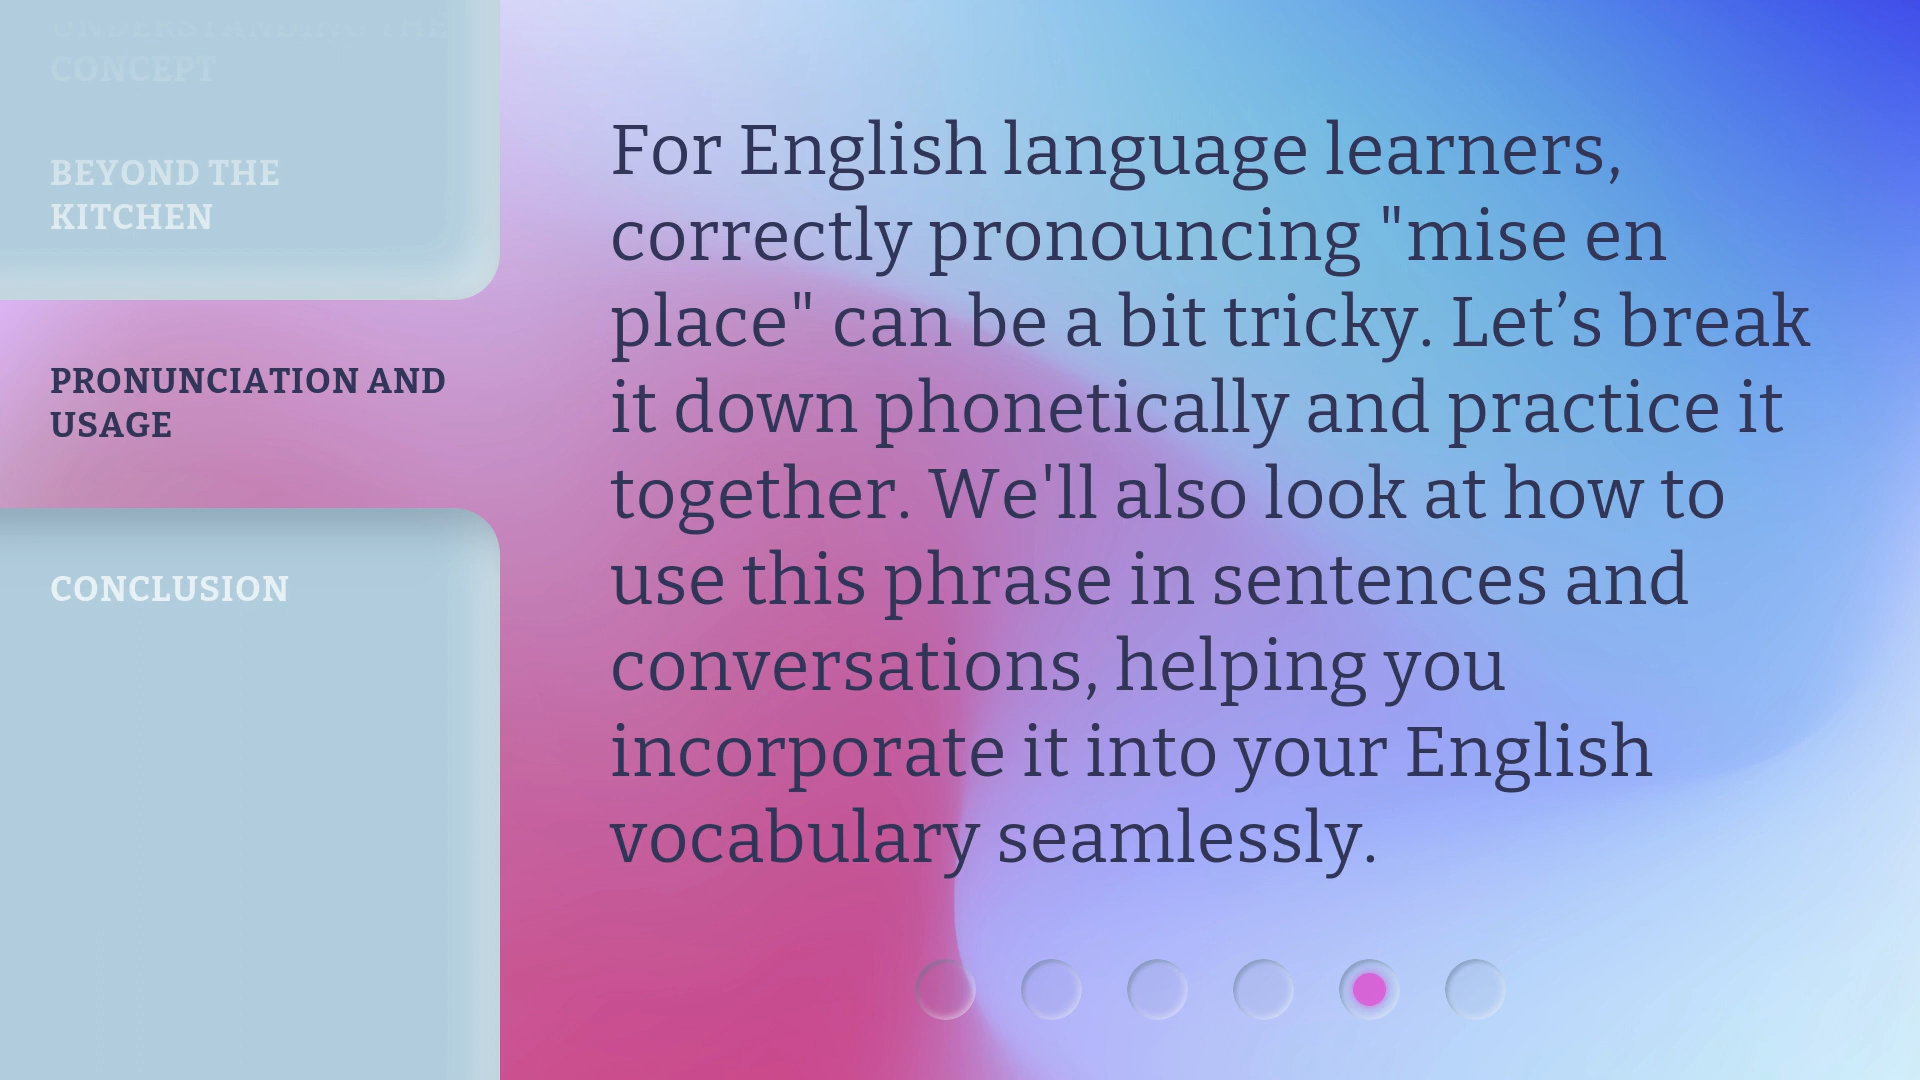 UNDERSTANDING THE
CONCEPT
BEYOND THE
KITCHEN
PRONUNCIATION AND
USAGE
CONCLUSION
For English language learners,
correctly pronouncing "mise en
place" can be a bit tricky. Let’s break
it down phonetically and practice it
together. We'll also look at how to
use this phrase in sentences and
conversations, helping you
incorporate it into your English
vocabulary seamlessly.